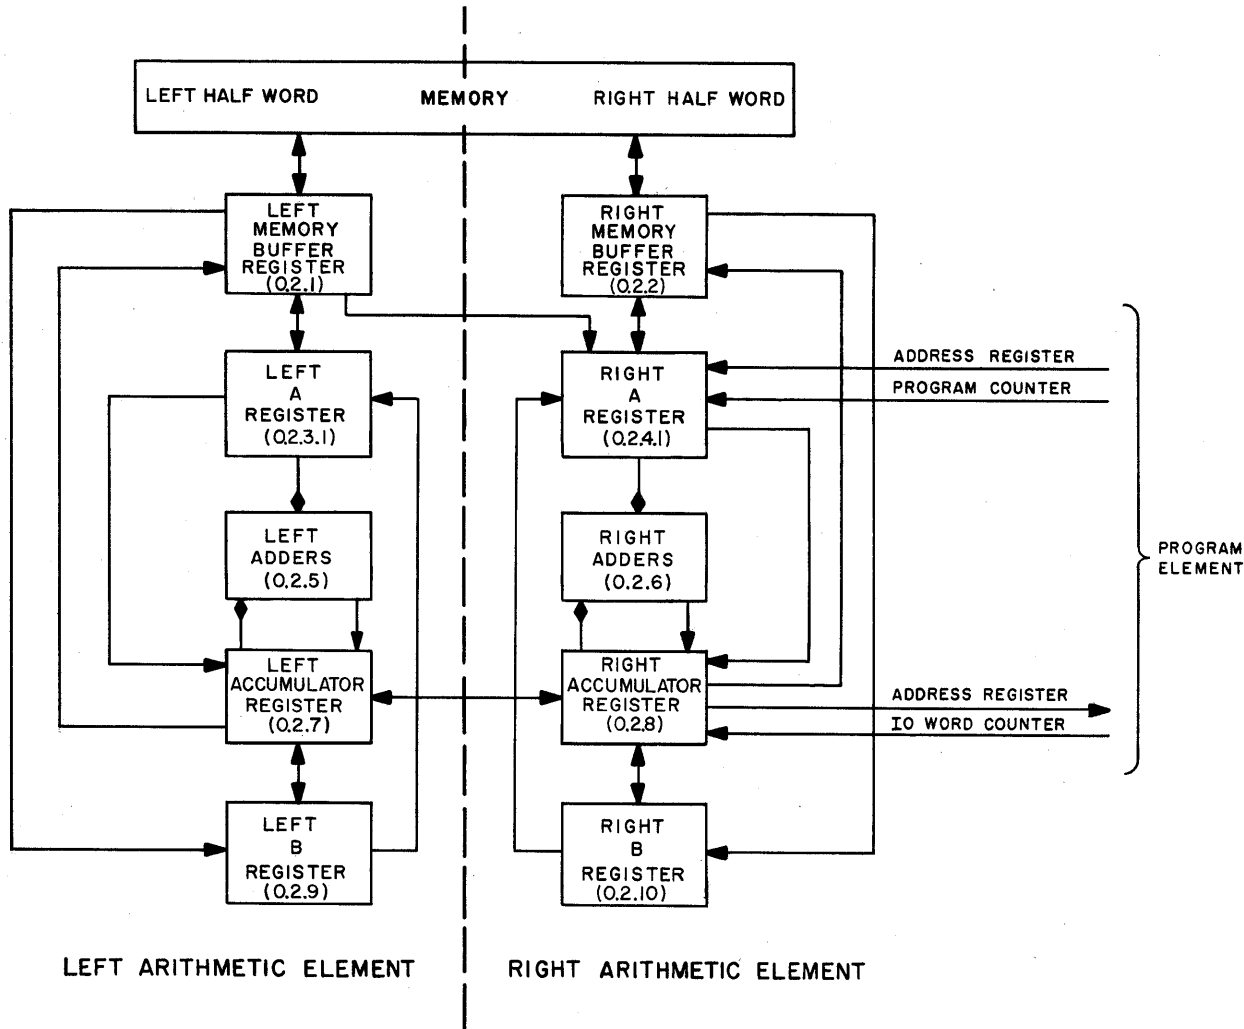 LEFT HALF WORD
MEMORY
RIGHT HALF WORD
LEFT
MEMORY
BUFFER
REGISTER
(0.2.1)
RIGHT
MEMORY
BUFFER
REGISTER
(0.2.2)
LEFT
A
REGISTER
(0.2.3.1)
RIGHT
A
REGISTER
(0.2.4.1)
ADDRESS REGISTER
PROGRAM COUNTER
LEFT
ADDERS
(0.2.5)
RIGHT
ADDERS
(0.2.6)
PROGRAM
ELEMENT
LEFT
ACCUMULATOR
REGISTER
(0.2.7)
RIGHT
ACCUMULATOR
REGISTER
(0.2.8)
ADDRESS REGISTER
IO WORD COUNTER
LEFT
B
REGISTER
(0.2.9)
RIGHT
B
REGISTER
(0.2.10)
LEFT ARITHMETIC ELEMENT
RIGHT ARITHMETIC ELEMENT